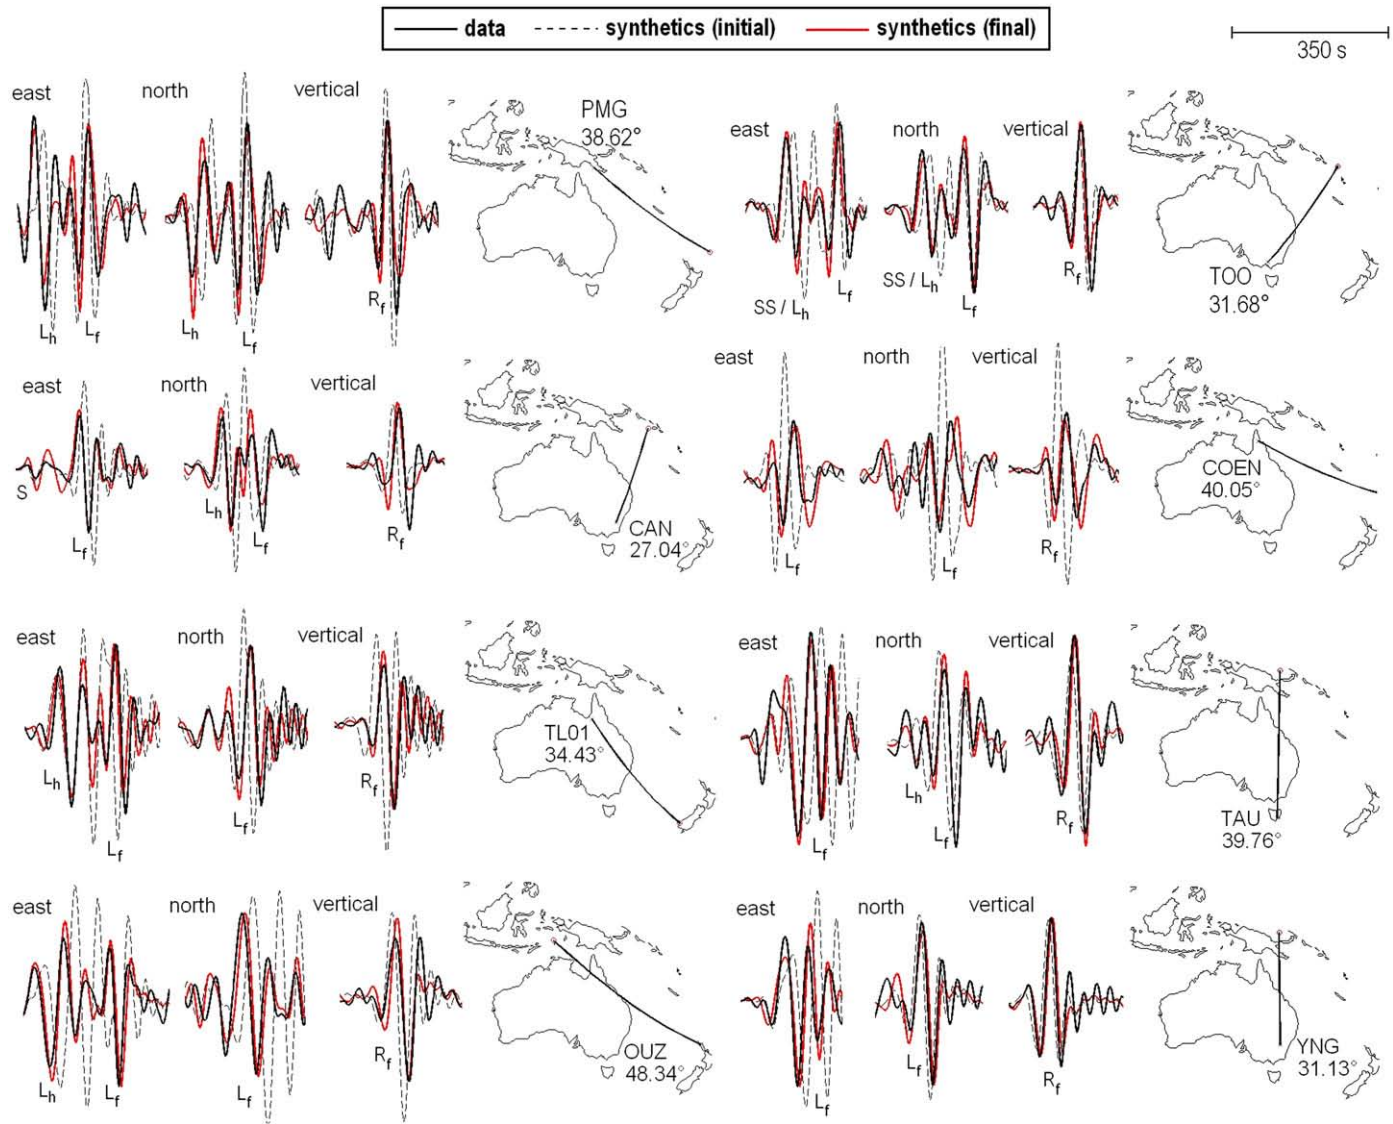 data synthetics (initial) synthetics (final)
350 s
east north vertical
PMG
38.62°
Lh Lf
Lh Lf
Rf
east north vertical
SS / Lh Lf
SS / Lh Lf
Rf
TOO
31.68°
east north vertical
S Lf
Lh Lf
Rf
CAN
27.04°
east north vertical
Lf
Lf
Rf
COEN
40.05°
east north vertical
Lh Lf
Lf
Rf
TL01
34.43°
east north vertical
Lf
Lh Lf
Rf
TAU
39.76°
east north vertical
Lh Lf
Lf
Rf
OUZ
48.34°
east north vertical
Lf
Lf
Rf
YNG
31.13°